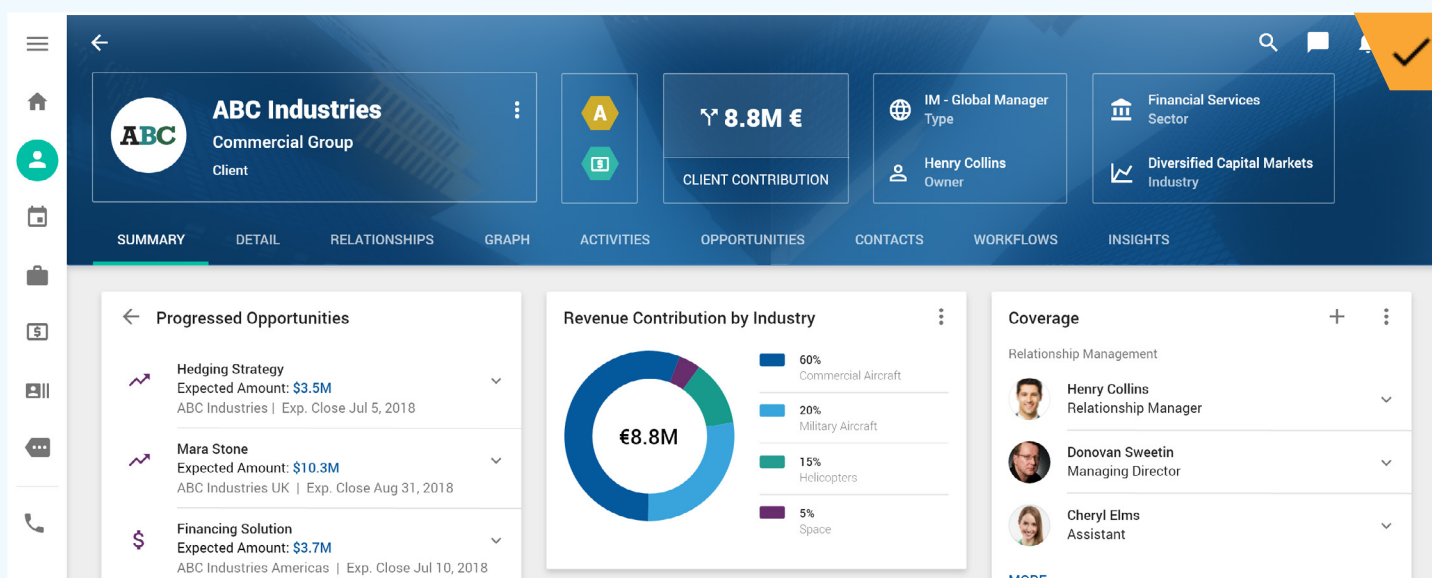 ABC
ABC Industries
Commercial Group
Client
A
8.8M €
CLIENT CONTRIBUTION
IM - Global Manager
Type
Henry Collins
Owner
Financial Services
Sector
Diversified Capital Markets
Industry
SUMMARY
DETAIL
RELATIONSHIPS
GRAPH
ACTIVITIES
OPPORTUNITIES
CONTACTS
WORKFLOWS
INSIGHTS
Progressed Opportunities
Hedging Strategy
Expected Amount: $3.5M
ABC Industries | Exp. Close Jul 5, 2018
Mara Stone
Expected Amount: $10.3M
ABC Industries UK | Exp. Close Aug 31, 2018
$
Financing Solution
Expected Amount: $3.7M
ABC Industries Americas | Exp. Close Jul 10, 2018
Revenue Contribution by Industry
€8.8M
60%
Commercial Aircraft
20%
Military Aircraft
15%
Helicopters
5%
Space
Coverage
Relationship Management
Henry Collins
Relationship Manager
Donovan Sweetin
Managing Director
Cheryl Elms
Assistant
MORE